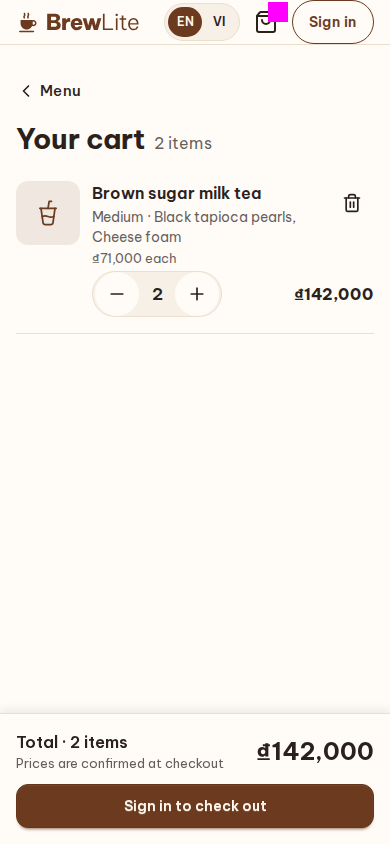 BrewLite
EN VI
Sign in
Menu
Your cart 2 items
Brown sugar milk tea
Medium · Black tapioca pearls,
Cheese foam
₫71,000 each
2
₫142,000
Total · 2 items
₫142,000
Prices are confirmed at checkout
Sign in to check out